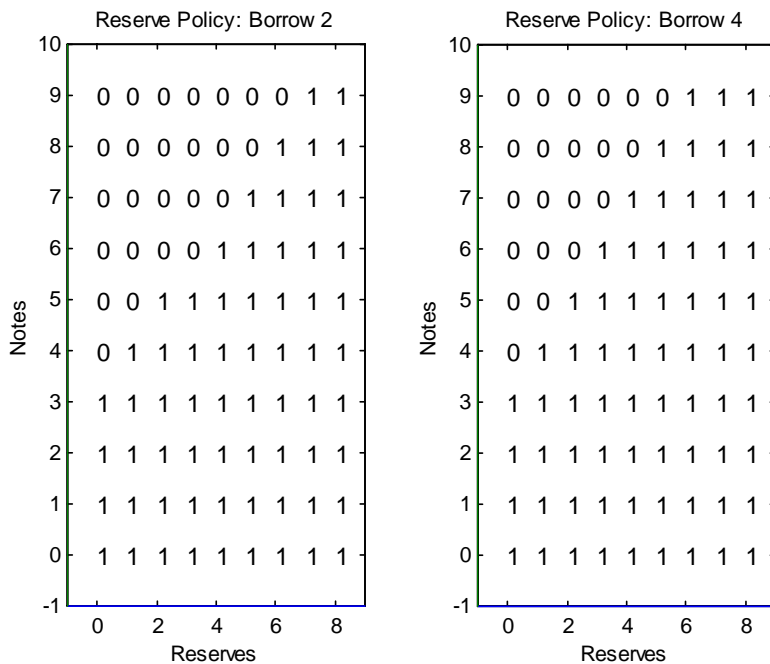 Reserve Policy: Borrow 2
10
9 0 0 0 0 0 0 0 1 1
8 0 0 0 0 0 0 1 1 1
7 0 0 0 0 0 1 1 1 1
6 0 0 0 0 1 1 1 1 1
5 0 0 1 1 1 1 1 1 1
4 0 1 1 1 1 1 1 1 1
3 1 1 1 1 1 1 1 1 1
2 1 1 1 1 1 1 1 1 1
1 1 1 1 1 1 1 1 1 1
0 1 1 1 1 1 1 1 1 1
-1
Notes
0 2 4 6 8
Reserves
Reserve Policy: Borrow 4
10
9 0 0 0 0 0 0 1 1 1
8 0 0 0 0 0 1 1 1 1
7 0 0 0 0 1 1 1 1 1
6 0 0 0 1 1 1 1 1 1
5 0 0 1 1 1 1 1 1 1
4 0 1 1 1 1 1 1 1 1
3 1 1 1 1 1 1 1 1 1
2 1 1 1 1 1 1 1 1 1
1 1 1 1 1 1 1 1 1 1
0 1 1 1 1 1 1 1 1 1
-1
Notes
0 2 4 6 8
Reserves